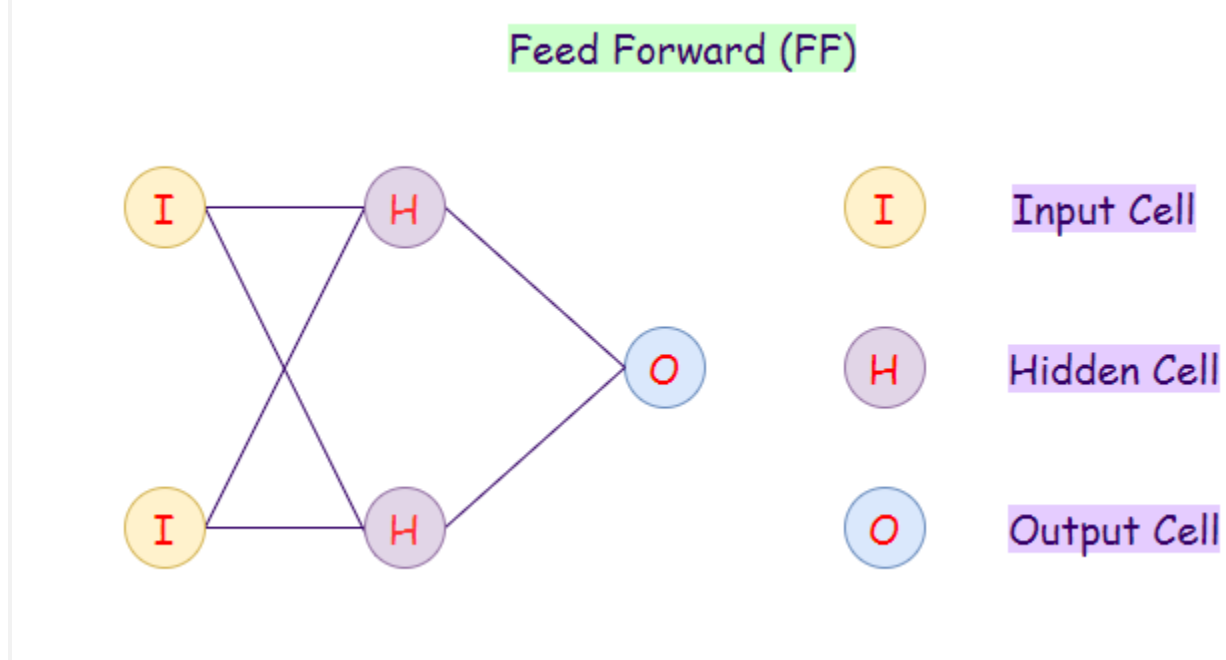 Feed Forward (FF)
I H I Input Cell
O H Hidden Cell
I H O Output Cell